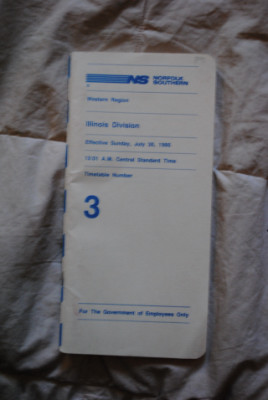 NS NORFOLK
SOUTHERN
Western Region
Illinois Division
Effective Sunday, July 30,
12:01 A.M. Central Standard Time
Timetable Number
3
For The Government of Employees Only